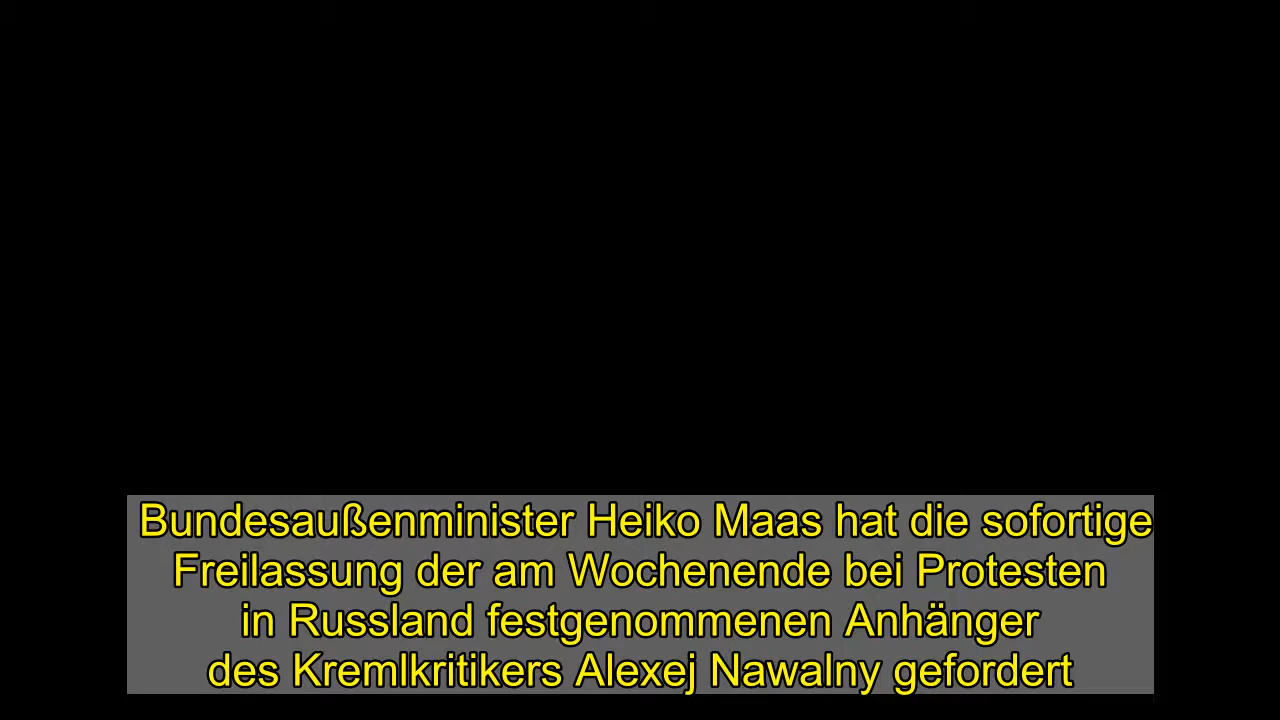 Bundesaußenminister Heiko Maas hat die sofortige
Freilassung der am Wochenende bei Protesten
in Russland festgenommenen Anhänger
des Kremlkritikers Alexej Nawalny gefordert